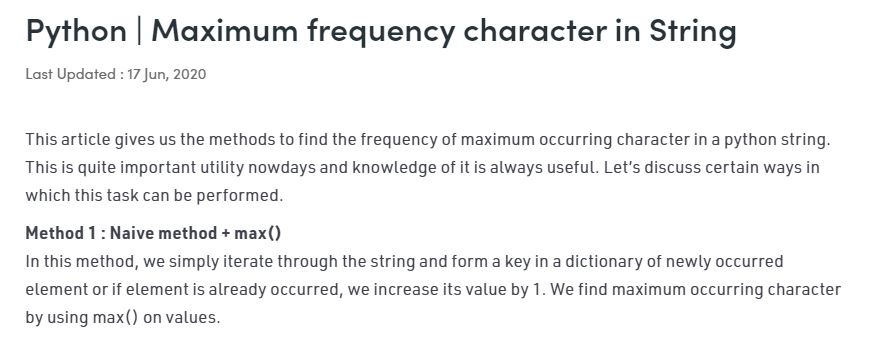 Python | Maximum frequency character in String
Last Updated : 17 Jun, 2020
This article gives us the methods to find the frequency of maximum occurring character in a python string.
This is quite important utility nowdays and knowledge of it is always useful. Let’s discuss certain ways in
which this task can be performed.
Method 1 : Naive method + max()
In this method, we simply iterate through the string and form a key in a dictionary of newly occurred
element or if element is already occurred, we increase its value by 1. We find maximum occurring character
by using max() on values.